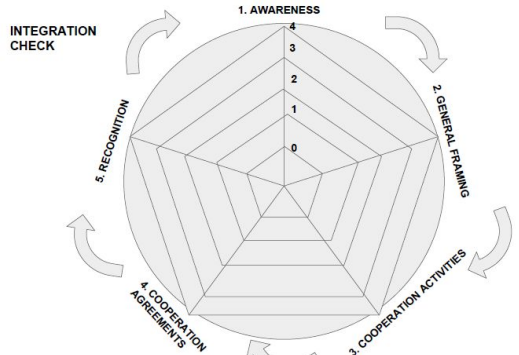 INTEGRATION
CHECK
1. AWARENESS
4
3
2
1
0
2. GENERAL FRAMING
3. COOPERATION ACTIVITIES
4. COOPERATION
AGREEMENTS
5. RECOGNITION